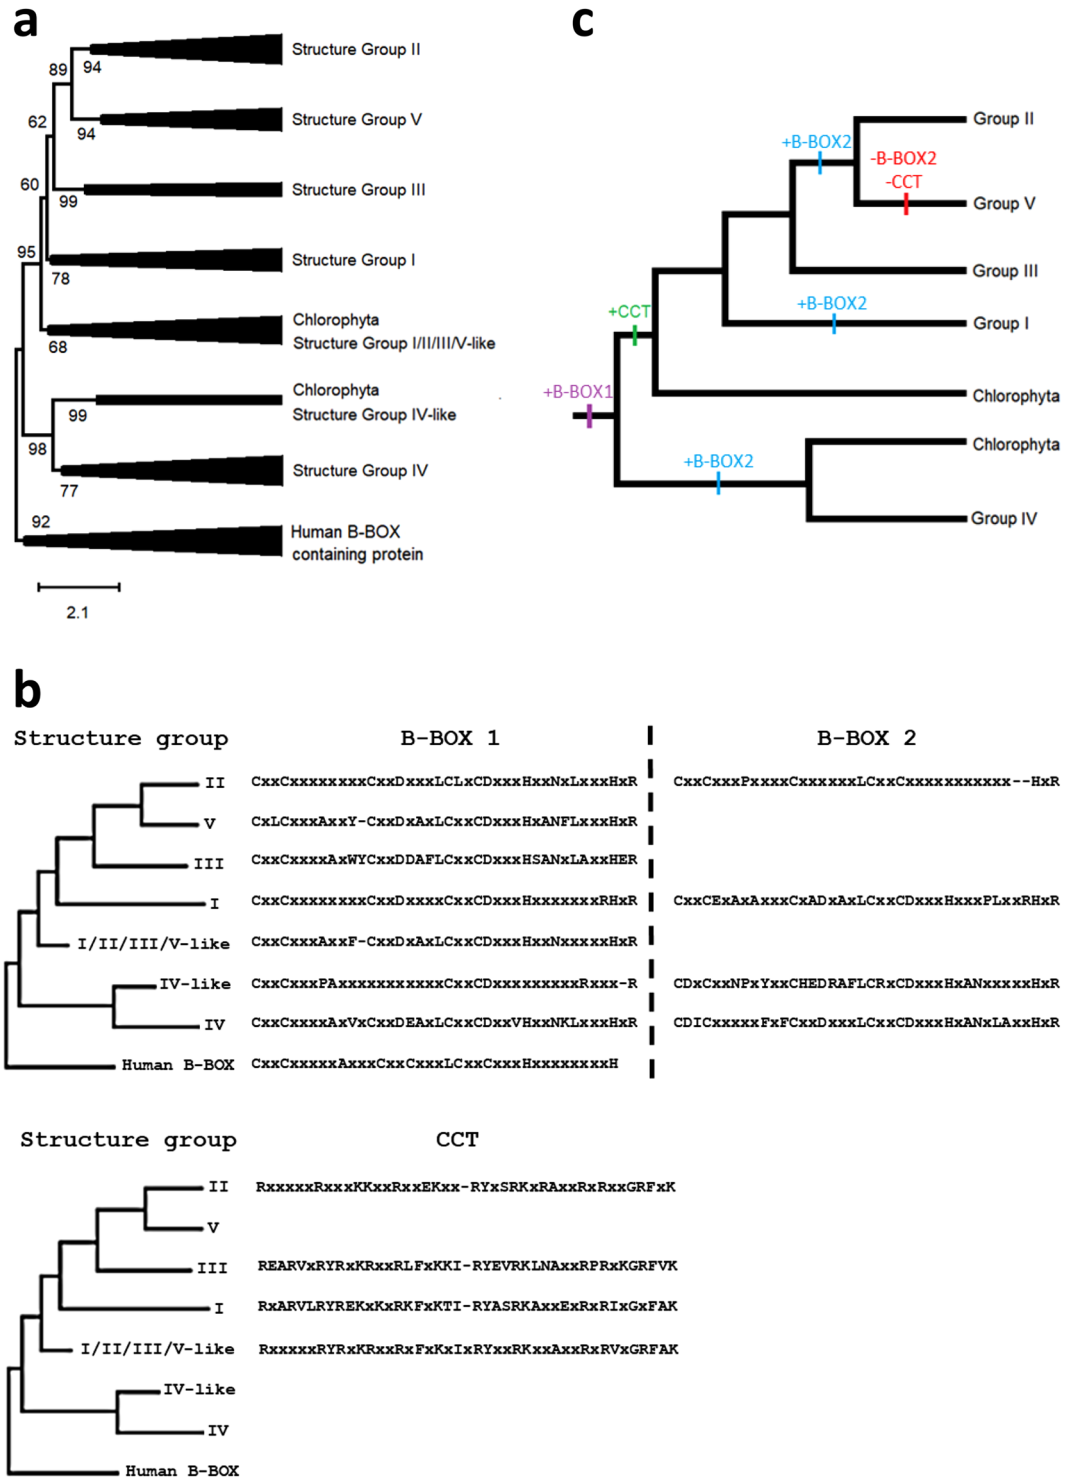 a
89
94
Structure Group II
62
94
Structure Group V
60
99
Structure Group III
95
78
Structure Group I
68
Chlorophyta
Structure Group I/II/III/V-like
99
Chlorophyta
Structure Group IV-like
98
77
Structure Group IV
92
Human B-BOX
containing protein
2.1
c
+B-BOX2
Group II
-B-BOX2
-CCT
Group V
Group III
+B-BOX2
Group I
+CCT
Chlorophyta
+B-BOX1
Chlorophyta
+B-BOX2
Group IV
b
Structure group B-BOX 1 B-BOX 2
II CxxCxxxxxxxxCxxDxxxLCLxCDxxxHxxNxLxxxHxR CxxCxxxPxxxxCxxxxxxLCxxCxxxxxxxxxxx--HxR
V CxLCxxxAxxY-CxxDxAxLCxxCDxxxHxANFLxxxHxR
III CxxCxxxxAxWYCxxDDAFLCxxCDxxxHSANxLAxxHER
I CxxCxxxxxxxxCxxDxxxxCxxCDxxxHxxxxxxxRHxR CxxCExAxAxxxCxADxAxLCxxCDxxxHxxxPLxxRHxR
I/II/III/V-like CxxCxxxAxxF-CxxDxAxLCxxCDxxxHxxNxxxxxHxR
IV-like CxxCxxxPAxxxxxxxxxxxCxxCDxxxxxxxxxRxxx-R CDxCxxNPxYxxCHEDRAFLCRxCDxxxHxANxxxxxHxR
IV CxxCxxxxAxVxCxxDEAxLCxxCDxxVHxxNKLxxxHxR CDICxxxxxFxFCxxDxxxLCxxCDxxxHxANxLAxxHxR
Human B-BOX CxxCxxxxxAxxxCxxCxxxLCxxCxxxHxxxxxxxxH
Structure group CCT
II RxxxxxRxxxKKxxRxxEKxx-RYxSRKxRAxxRxRxxGRFxK
V
III REARVxRYRxKRxxRLFxKKI-RYEVRKLNAxxRPRxKGRFVK
I RxARVLRYREKxKxRKFxKTI-RYASRKAxxExRxRIxGxFAK
I/II/III/V-like RxxxxxRYRxKRxxRxFxKxIxRYxxRKxxAxxRxRVxGRFAK
IV-like
IV
Human B-BOX